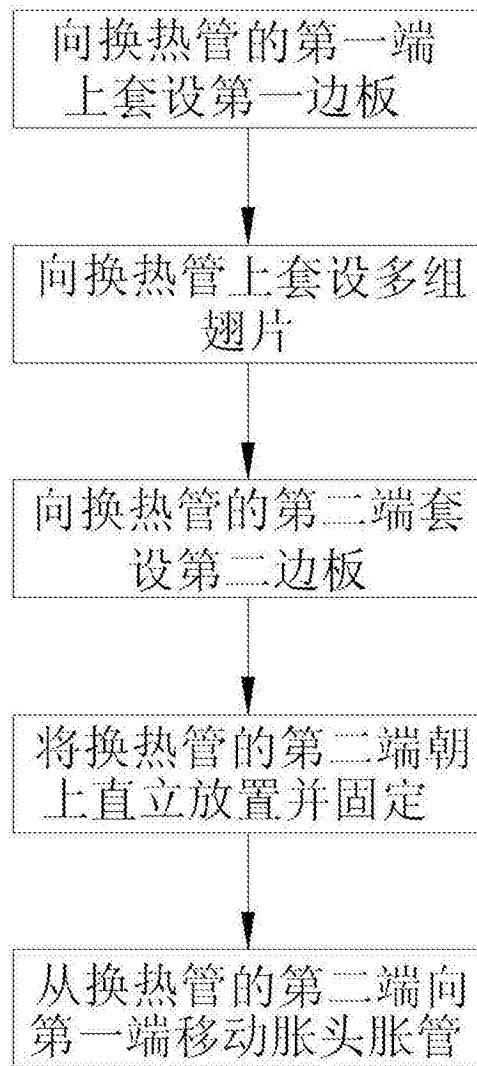 向换热管的第一端
上套设第一边板
向换热管上套设多组
翅片
向换热管的第二端套
设第二边板
将换热管的第二端朝
上直立放置并固定
从换热管的第二端向
第一端移动胀头胀管